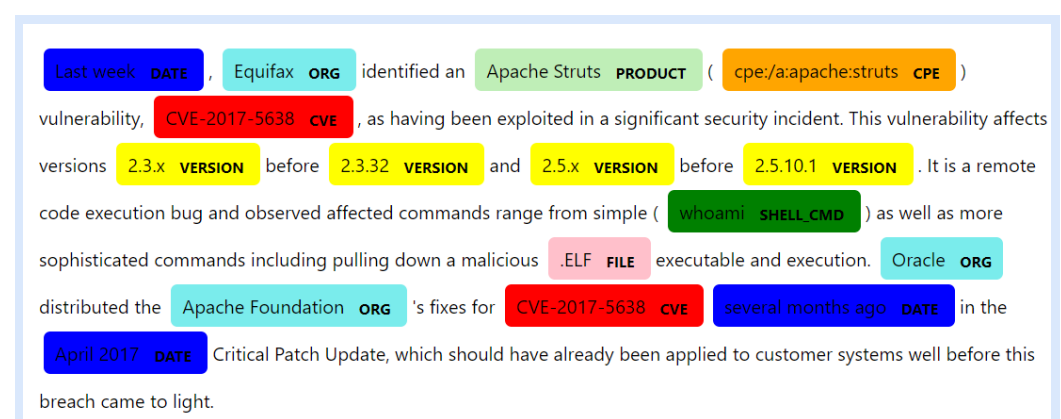 Last week DATE , Equifax ORG identified an Apache Struts PRODUCT ( cpe:/a:apache:struts CPE )
vulnerability, CVE-2017-5638 CVE , as having been exploited in a significant security incident. This vulnerability affects
versions 2.3.x VERSION before 2.3.32 VERSION and 2.5.x VERSION before 2.5.10.1 VERSION . It is a remote
code execution bug and observed affected commands range from simple ( whoami SHELL_CMD ) as well as more
sophisticated commands including pulling down a malicious .ELF FILE executable and execution. Oracle ORG
distributed the Apache Foundation ORG 's fixes for CVE-2017-5638 CVE several months ago DATE in the
April 2017 DATE Critical Patch Update, which should have already been applied to customer systems well before this
breach came to light.